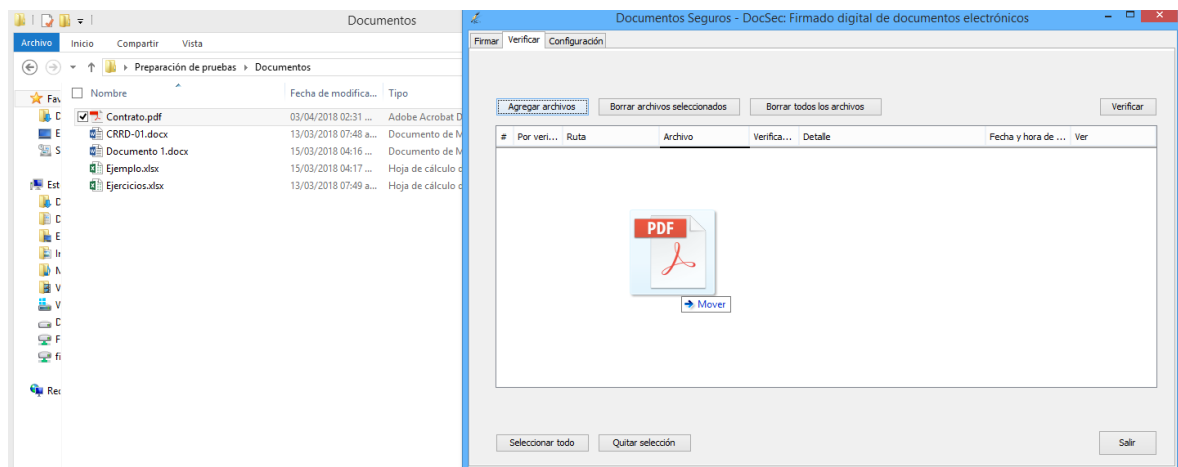 Documentos
Archivo Inicio Compartir Vista
Preparación de pruebas Documentos
Nombre Fecha de modifica... Tipo
Contrato.pdf 03/04/2018 02:31 ... Adobe Acrobat D
CRRD-01.docx 13/03/2018 07:48 a... Documento de M
Documento 1.docx 15/03/2018 04:16 ... Documento de M
Ejemplo.xlsx 15/03/2018 04:17 ... Hoja de cálculo d
Ejercicios.xlsx 13/03/2018 07:49 a... Hoja de cálculo d
Fav
D
E
S
Est
D
D
E
Ir
V
V
D
F
fi
Rec
Documentos Seguros - DocSec: Firmado digital de documentos electrónicos
Firmar Verificar Configuración
Agregar archivos Borrar archivos seleccionados Borrar todos los archivos Verificar
# Por veri... Ruta Archivo Verifica... Detalle Fecha y hora de ... Ver
PDF
Mover
Seleccionar todo Quitar selección Salir